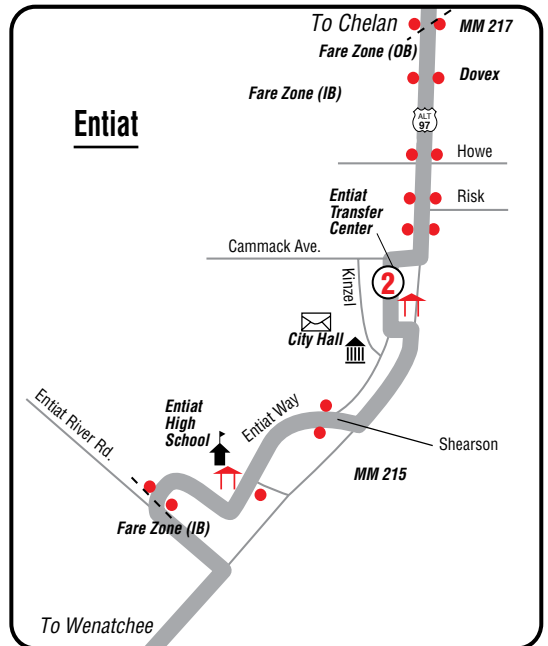 To Chelan
MM 217
Fare Zone (OB)
Dovex
Fare Zone (IB)
Entiat
ALT
97
Howe
Entiat
Transfer
Center
Risk
Cammack Ave.
Kinzel
2
City Hall
Entiat River Rd.
Entiat
High
School
Entiat Way
Shearson
MM 215
Fare Zone (IB)
To Wenatchee